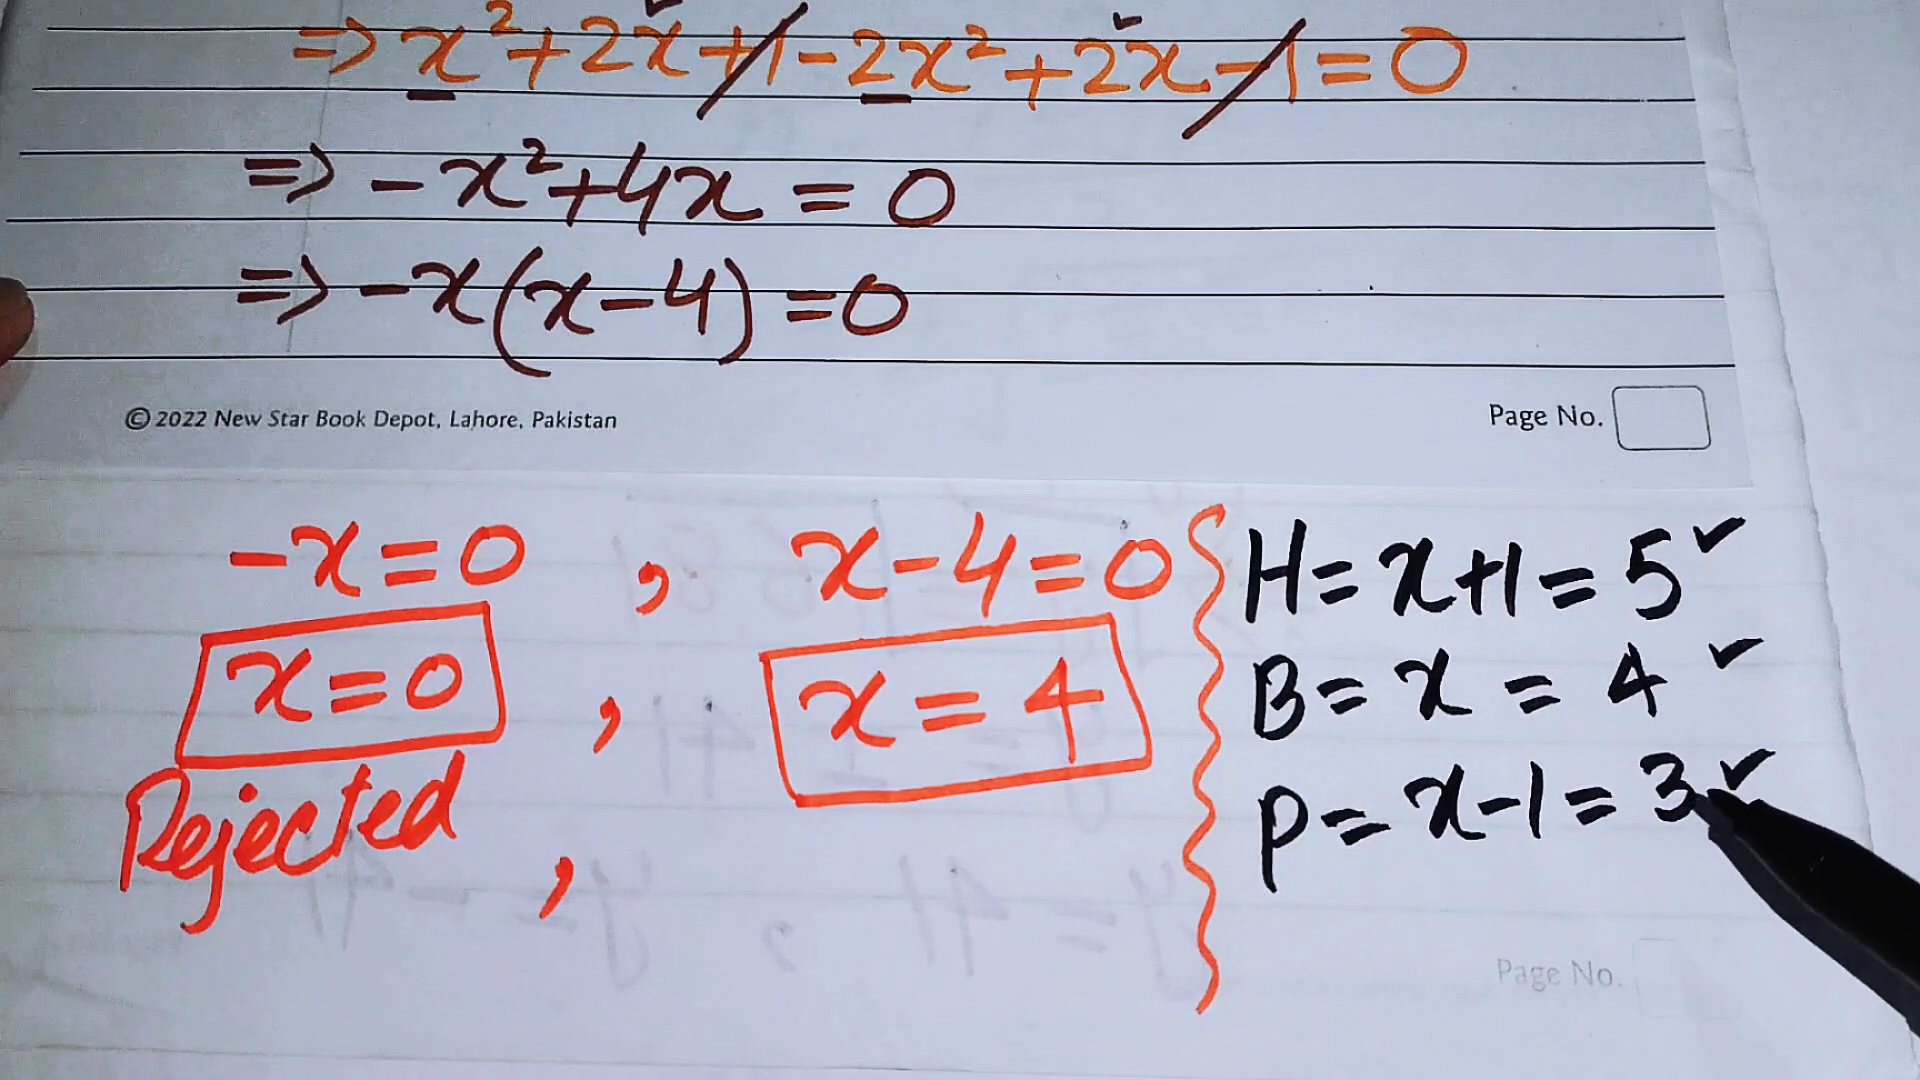 => x²+2x+1-2x²+2x-1=0
=> -x²+4x = 0
=> -x(x-4)=0
© 2022 New Star Book Depot, Lahore, Pakistan
Page No.
-x=0 , x-4=0
x=0 , x=4
Rejected ,
H=x+1=5
B=x=4
P=x-1=3
Page No.